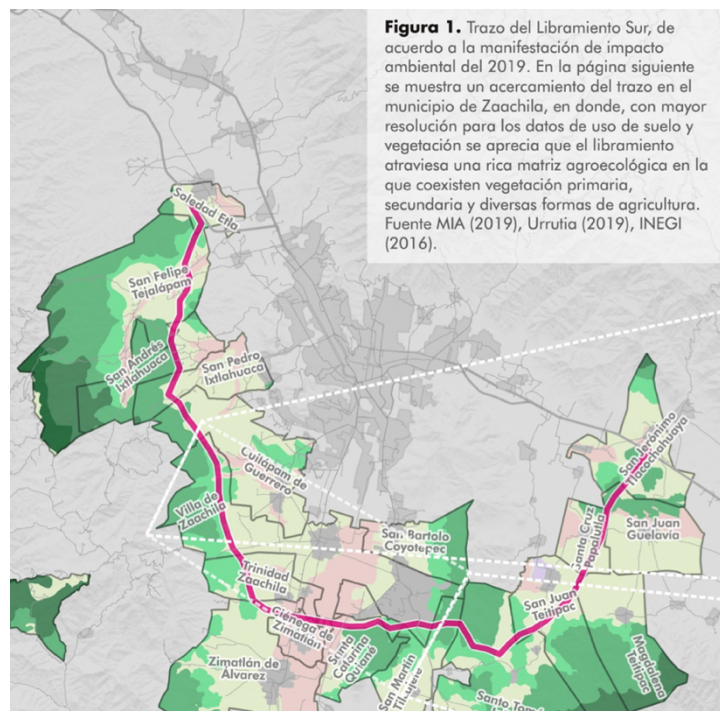 Figura 1. Trazo del Libramiento Sur, de
acuerdo a la manifestación de impacto
ambiental del 2019. En la página siguiente
se muestra un acercamiento del trazo en el
municipio de Zaachila, en donde, con mayor
resolución para los datos de uso de suelo y
vegetación se aprecia que el libramiento
atraviesa una rica matriz agroecológica en la
que coexisten vegetación primaria,
secundaria y diversas formas de agricultura.
Fuente MIA (2019), Urrutia (2019), INEGI
(2016).
Soledad Etla
San Felipe
Tejalápam
San Andrés
Ixtlahuaca
San Pedro
Ixtlahuaca
Cuilápam de
Guerrero
San Jerónimo
Tlacochahuaya
Villa de
Zaachila
San Bartolo
Coyotepec
Santa Cruz
Papalutla
San Juan
Guelavía
Trinidad
Zaachila
San Juan
Teitipac
Ciénega de
Zimatlán
Santa
Catarina
Quiané
Zimatlán de
Álvarez
San Martín
Magdalena
Teitipac
Santo